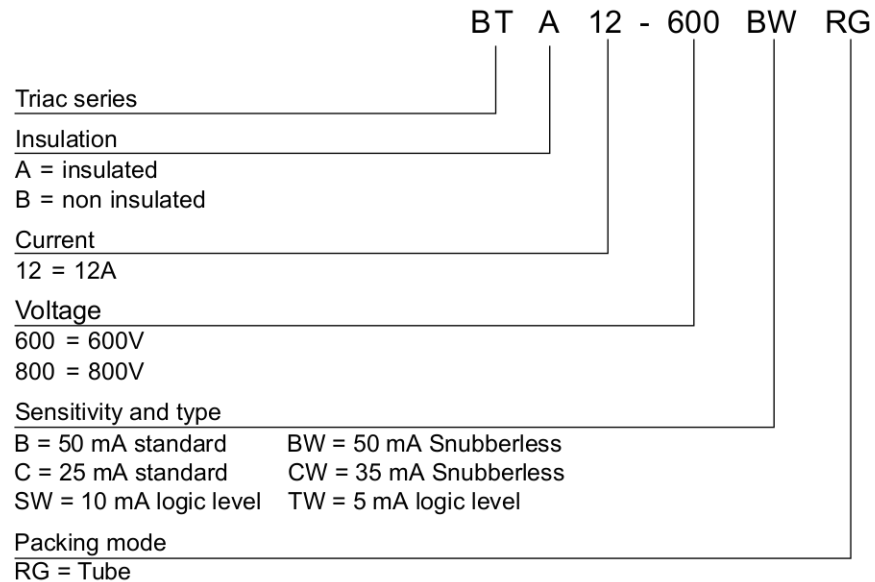 BT A 12 - 600 BW RG
Triac series
Insulation
A = insulated
B = non insulated
Current
12 = 12A
Voltage
600 = 600V
800 = 800V
Sensitivity and type
B = 50 mA standard BW = 50 mA Snubberless
C = 25 mA standard CW = 35 mA Snubberless
SW = 10 mA logic level TW = 5 mA logic level
Packing mode
RG = Tube